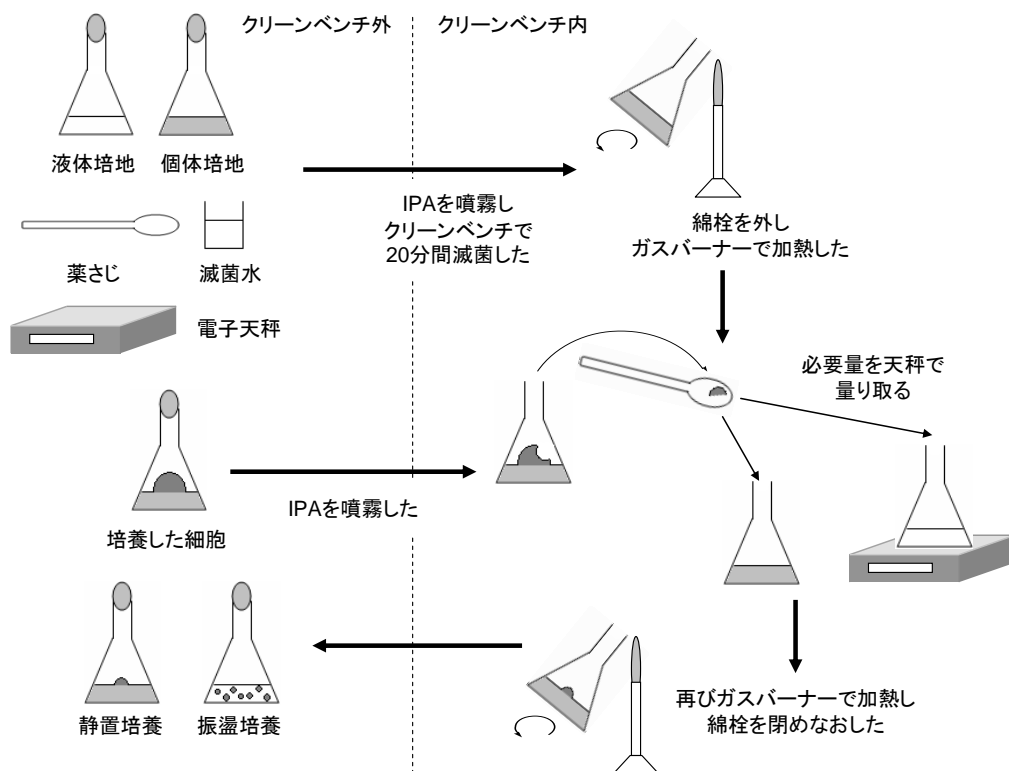 クリーンベンチ外
クリーンベンチ内
液体培地
個体培地
IPAを噴霧し
クリーンベンチで
20分間滅菌した
綿栓を外し
ガスバーナーで加熱した
薬さじ
滅菌水
電子天秤
必要量を天秤で
量り取る
培養した細胞
IPAを噴霧した
静置培養
振盪培養
再びガスバーナーで加熱し
綿栓を閉めなおした